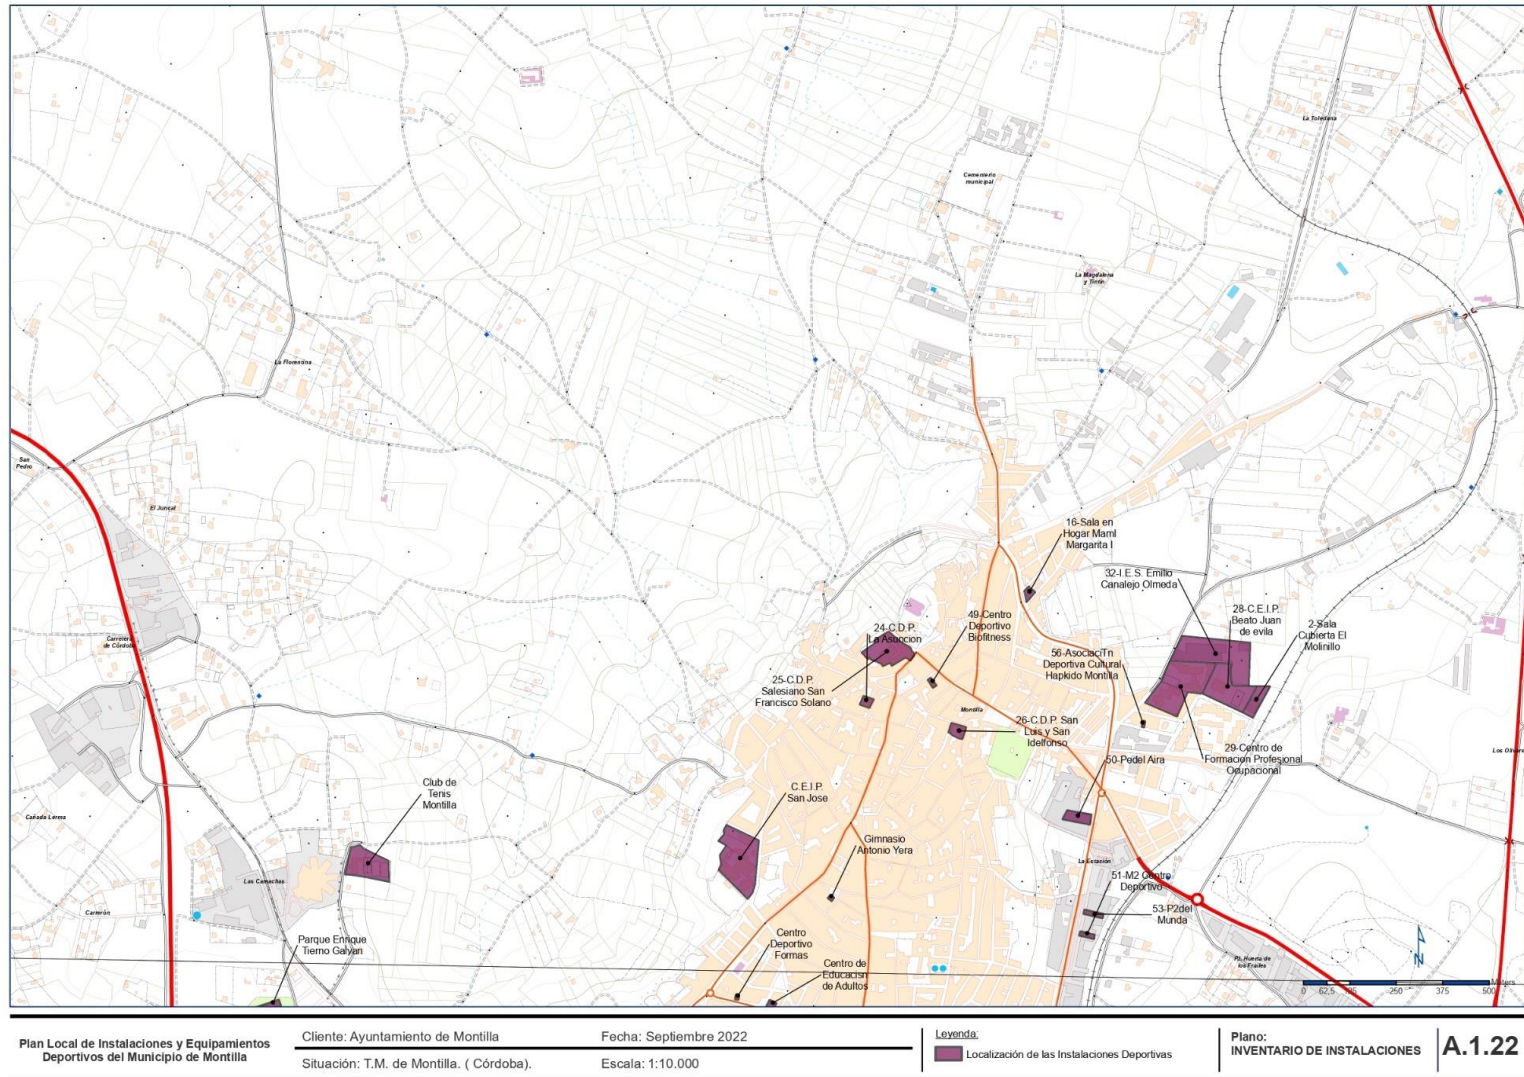 La Toledana
Cementerio
municipal
La Magdalena
y Tintín
La Florentina
San
Pedro
El Juncal
16-Sala en
Hogar MamI
Margarita I
32-I.E.S. Emilio
Canalejo Olmeda
28-C.E.I.P.
Beato Juan
de evila
2-Sala
Cubierta El
Molinillo
49-Centro
Deportivo
Biofitness
24-C.D.P.
La Asuncion
Carretera
de Córdoba
56-AsociaciTn
Deportiva Cultural
Hapkido Montilla
25-C.D.P.
Salesiano San
Francisco Solano
Montilla
26-C.D.P. San
Luis y San
Idelfonso
29-Centro de
Formacion Profesional
Ocupacional
50-Pedel Aira
Club de
Tenis
Montilla
C.E.I.P.
San Jose
Cañada Lerma
Gimnasio
Antonio Yera
La Estación
Las Camachas
51-M2 Centro
Deportivo
53-P2del
Munda
Carrerón
Parque Enrique
Tierno Galvan
Centro
Deportivo
Formas
Centro de
Educacisn
de Adultos
P.I. Huerta de
los Frailes
N
0 62,5 125 250 375 500 Meters
Plan Local de Instalaciones y Equipamientos
Deportivos del Municipio de Montilla
Cliente: Ayuntamiento de Montilla
Fecha: Septiembre 2022
Situación: T.M. de Montilla. ( Córdoba).
Escala: 1:10.000
Leyenda:
Localización de las Instalaciones Deportivas
Plano:
INVENTARIO DE INSTALACIONES
A.1.22